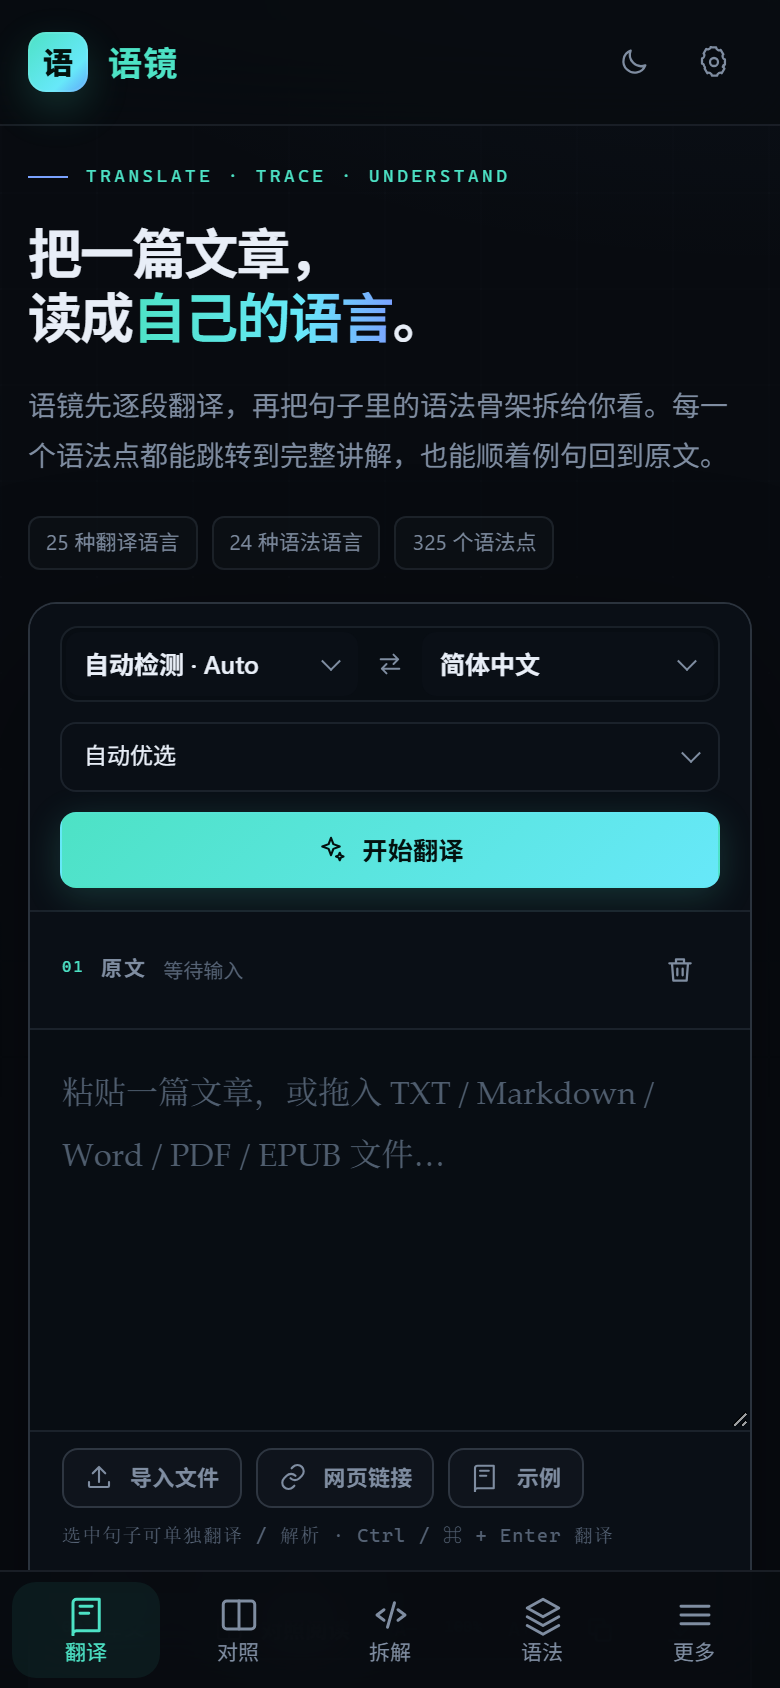 语 语镜
TRANSLATE · TRACE · UNDERSTAND
把一篇文章，
读成自己的语言。
语镜先逐段翻译，再把句子里的语法骨架拆给你看。每一
个语法点都能跳转到完整讲解，也能顺着例句回到原文。
25 种翻译语言 24 种语法语言 325 个语法点
自动检测 · Auto 简体中文
自动优选
开始翻译
01 原文 等待输入
粘贴一篇文章，或拖入 TXT / Markdown /
Word / PDF / EPUB 文件…
导入文件 网页链接 示例
选中句子可单独翻译 / 解析 · Ctrl / ⌘ + Enter 翻译
翻译 对照 拆解 语法 更多